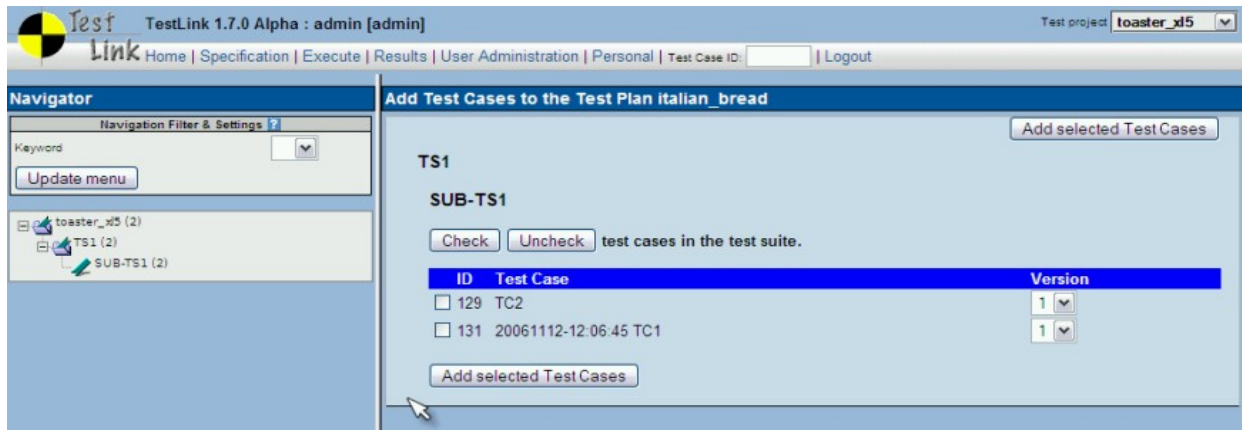 Test Link
TestLink 1.7.0 Alpha : admin [admin]
Test project toaster_xl5
Home | Specification | Execute | Results | User Administration | Personal | Test Case ID: | Logout
Navigator
Navigation Filter & Settings ?
Keyword
Update menu
toaster_xl5 (2)
TS1 (2)
SUB-TS1 (2)
Add Test Cases to the Test Plan italian_bread
Add selected Test Cases
TS1
SUB-TS1
Check Uncheck test cases in the test suite.
ID Test Case Version
129 TC2 1
131 20061112-12:06:45 TC1 1
Add selected Test Cases